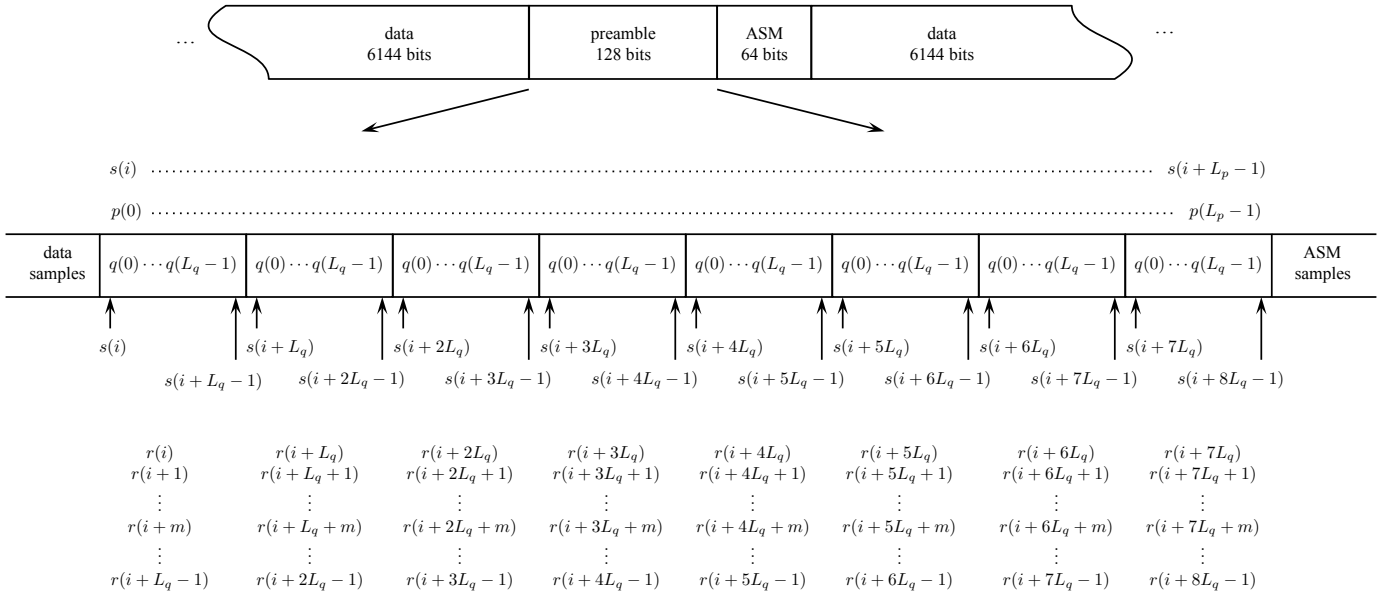 … data preamble ASM data …
6144 bits 128 bits 64 bits 6144 bits
s(i) ................................ s(i + L_p − 1)
p(0) ................................ p(L_p − 1)
data samples q(0) ⋯ q(L_q − 1) q(0) ⋯ q(L_q − 1) q(0) ⋯ q(L_q − 1) q(0) ⋯ q(L_q − 1) q(0) ⋯ q(L_q − 1) q(0) ⋯ q(L_q − 1) q(0) ⋯ q(L_q − 1) q(0) ⋯ q(L_q − 1) ASM samples
s(i) s(i + L_q) s(i + 2L_q) s(i + 3L_q) s(i + 4L_q) s(i + 5L_q) s(i + 6L_q) s(i + 7L_q)
s(i + L_q − 1) s(i + 2L_q − 1) s(i + 3L_q − 1) s(i + 4L_q − 1) s(i + 5L_q − 1) s(i + 6L_q − 1) s(i + 7L_q − 1) s(i + 8L_q − 1)
r(i) r(i + L_q) r(i + 2L_q) r(i + 3L_q) r(i + 4L_q) r(i + 5L_q) r(i + 6L_q) r(i + 7L_q)
r(i + 1) r(i + L_q + 1) r(i + 2L_q + 1) r(i + 3L_q + 1) r(i + 4L_q + 1) r(i + 5L_q + 1) r(i + 6L_q + 1) r(i + 7L_q + 1)
⋮ ⋮ ⋮ ⋮ ⋮ ⋮ ⋮ ⋮
r(i + m) r(i + L_q + m) r(i + 2L_q + m) r(i + 3L_q + m) r(i + 4L_q + m) r(i + 5L_q + m) r(i + 6L_q + m) r(i + 7L_q + m)
⋮ ⋮ ⋮ ⋮ ⋮ ⋮ ⋮ ⋮
r(i + L_q − 1) r(i + 2L_q − 1) r(i + 3L_q − 1) r(i + 4L_q − 1) r(i + 5L_q − 1) r(i + 6L_q − 1) r(i + 7L_q − 1) r(i + 8L_q − 1)